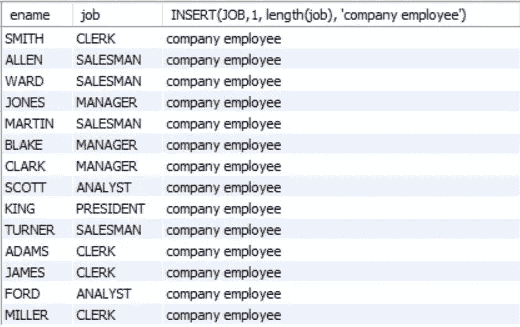 ename job INSERT(JOB,1, length(job), 'company employee')
SMITH CLERK company employee
ALLEN SALESMAN company employee
WARD SALESMAN company employee
JONES MANAGER company employee
MARTIN SALESMAN company employee
BLAKE MANAGER company employee
CLARK MANAGER company employee
SCOTT ANALYST company employee
KING PRESIDENT company employee
TURNER SALESMAN company employee
ADAMS CLERK company employee
JAMES CLERK company employee
FORD ANALYST company employee
MILLER CLERK company employee